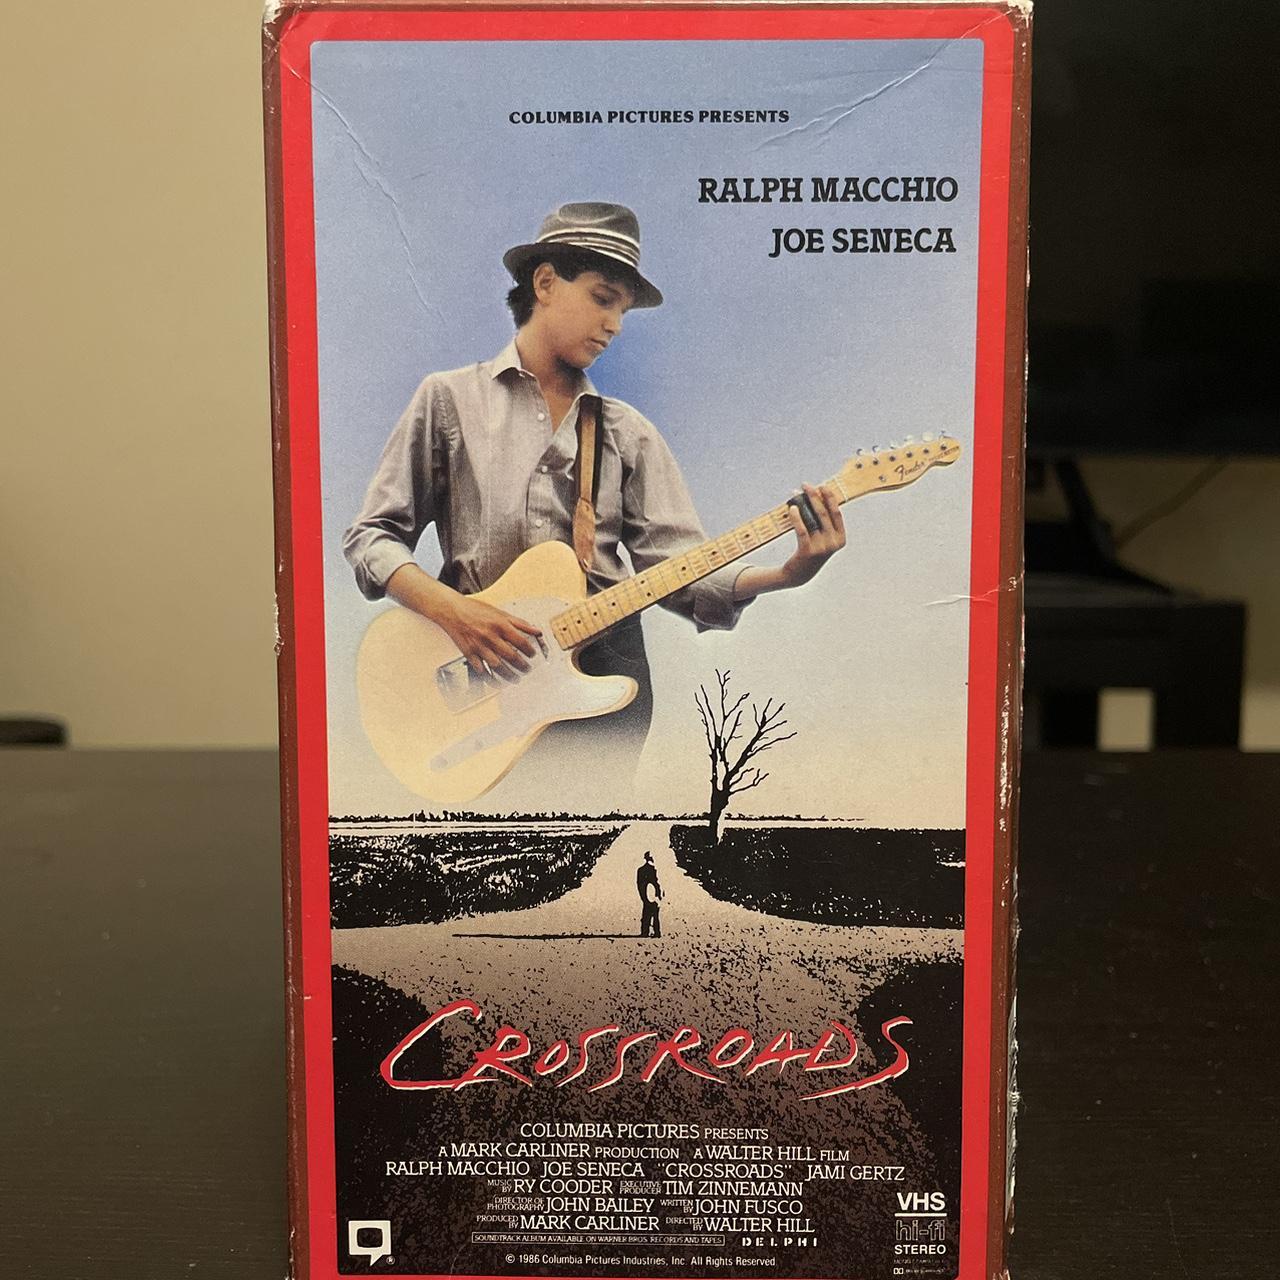 COLUMBIA PICTURES PRESENTS
RALPH MACCHIO
JOE SENECA
Fender
CROSSROADS
COLUMBIA PICTURES PRESENTS
A MARK CARLINER PRODUCTION A WALTER HILL FILM
RALPH MACCHIO JOE SENECA "CROSSROADS" JAMI GERTZ
MUSIC BY RY COODER EXECUTIVE PRODUCER TIM ZINNEMANN
DIRECTOR OF PHOTOGRAPHY JOHN BAILEY WRITTEN BY JOHN FUSCO
PRODUCED BY MARK CARLINER DIRECTED BY WALTER HILL
SOUNDTRACK ALBUM AVAILABLE ON WARNER BROS. RECORDS AND TAPES DELPHI
© 1986 Columbia Pictures Industries, Inc. All Rights Reserved
®
VHS
hi-fi
STEREO